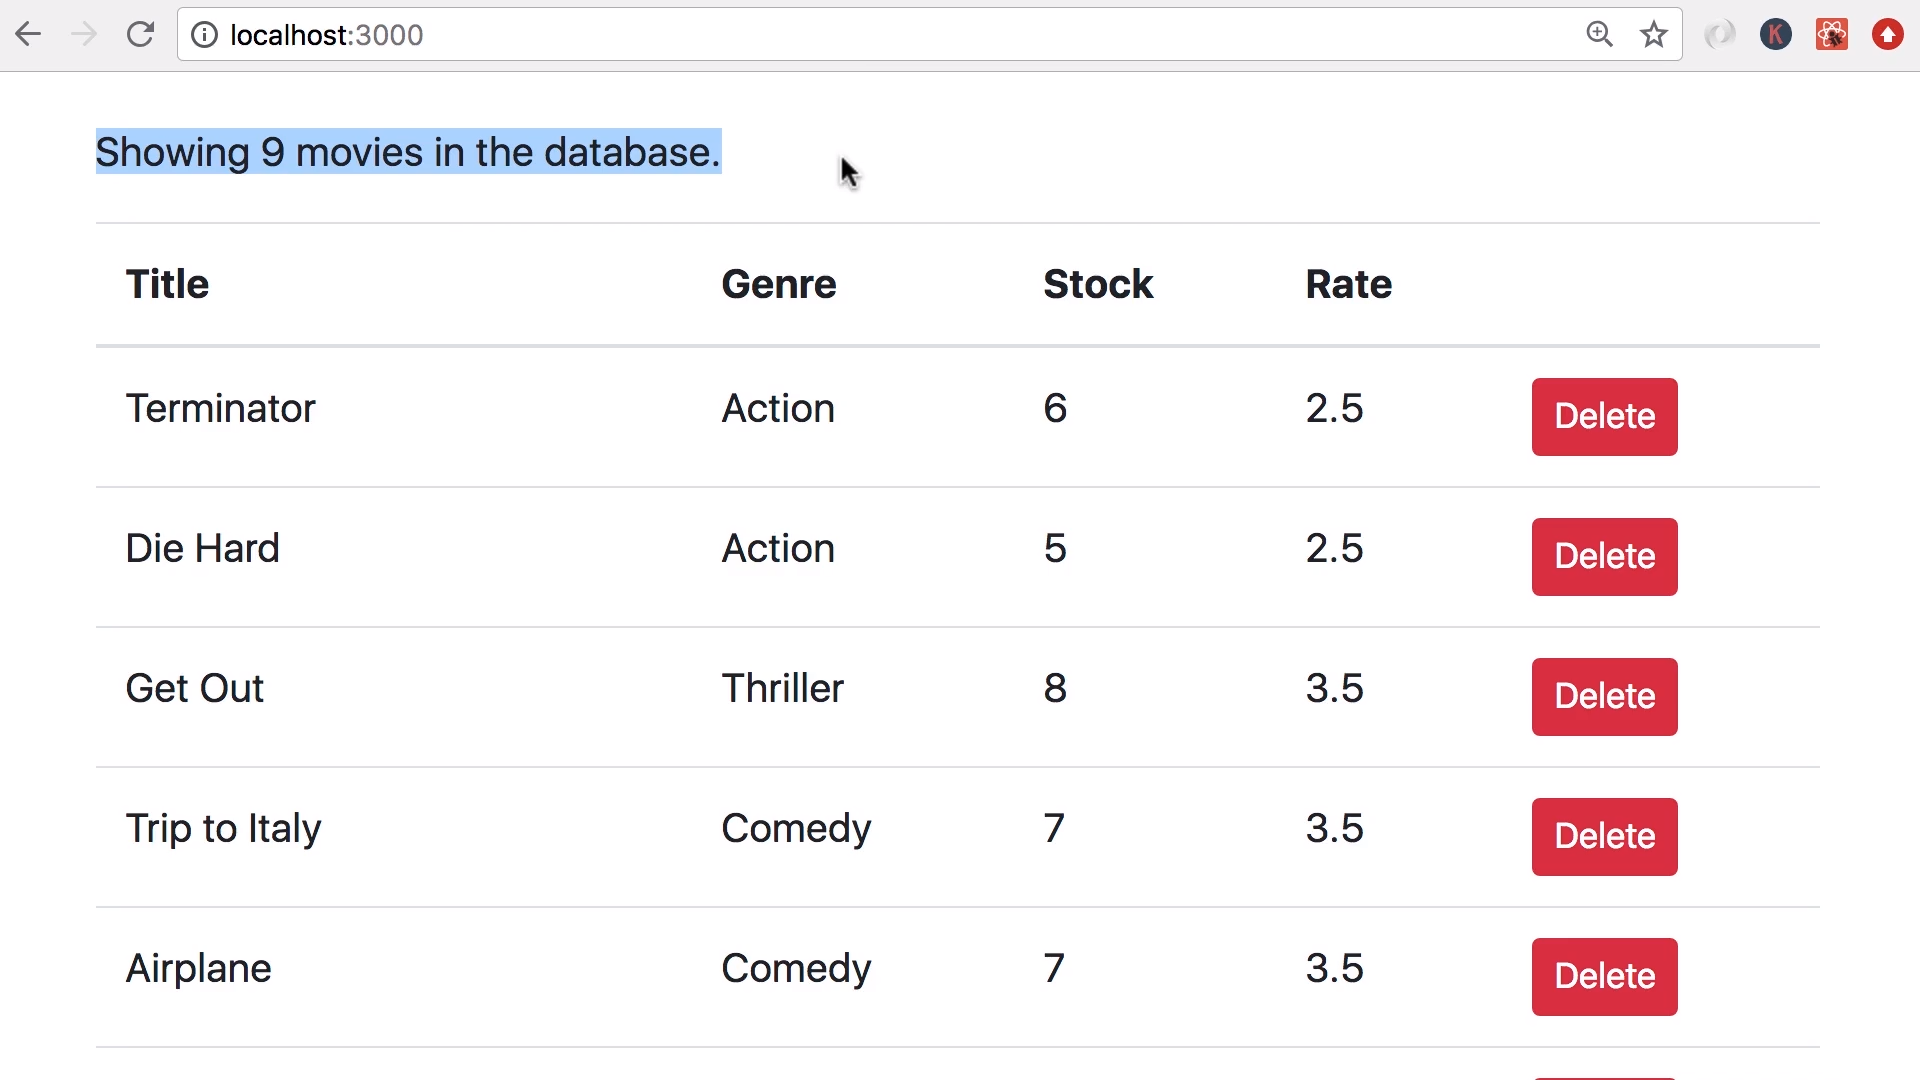 localhost:3000
K
Showing 9 movies in the database.
Title Genre Stock Rate
Terminator Action 6 2.5 Delete
Die Hard Action 5 2.5 Delete
Get Out Thriller 8 3.5 Delete
Trip to Italy Comedy 7 3.5 Delete
Airplane Comedy 7 3.5 Delete